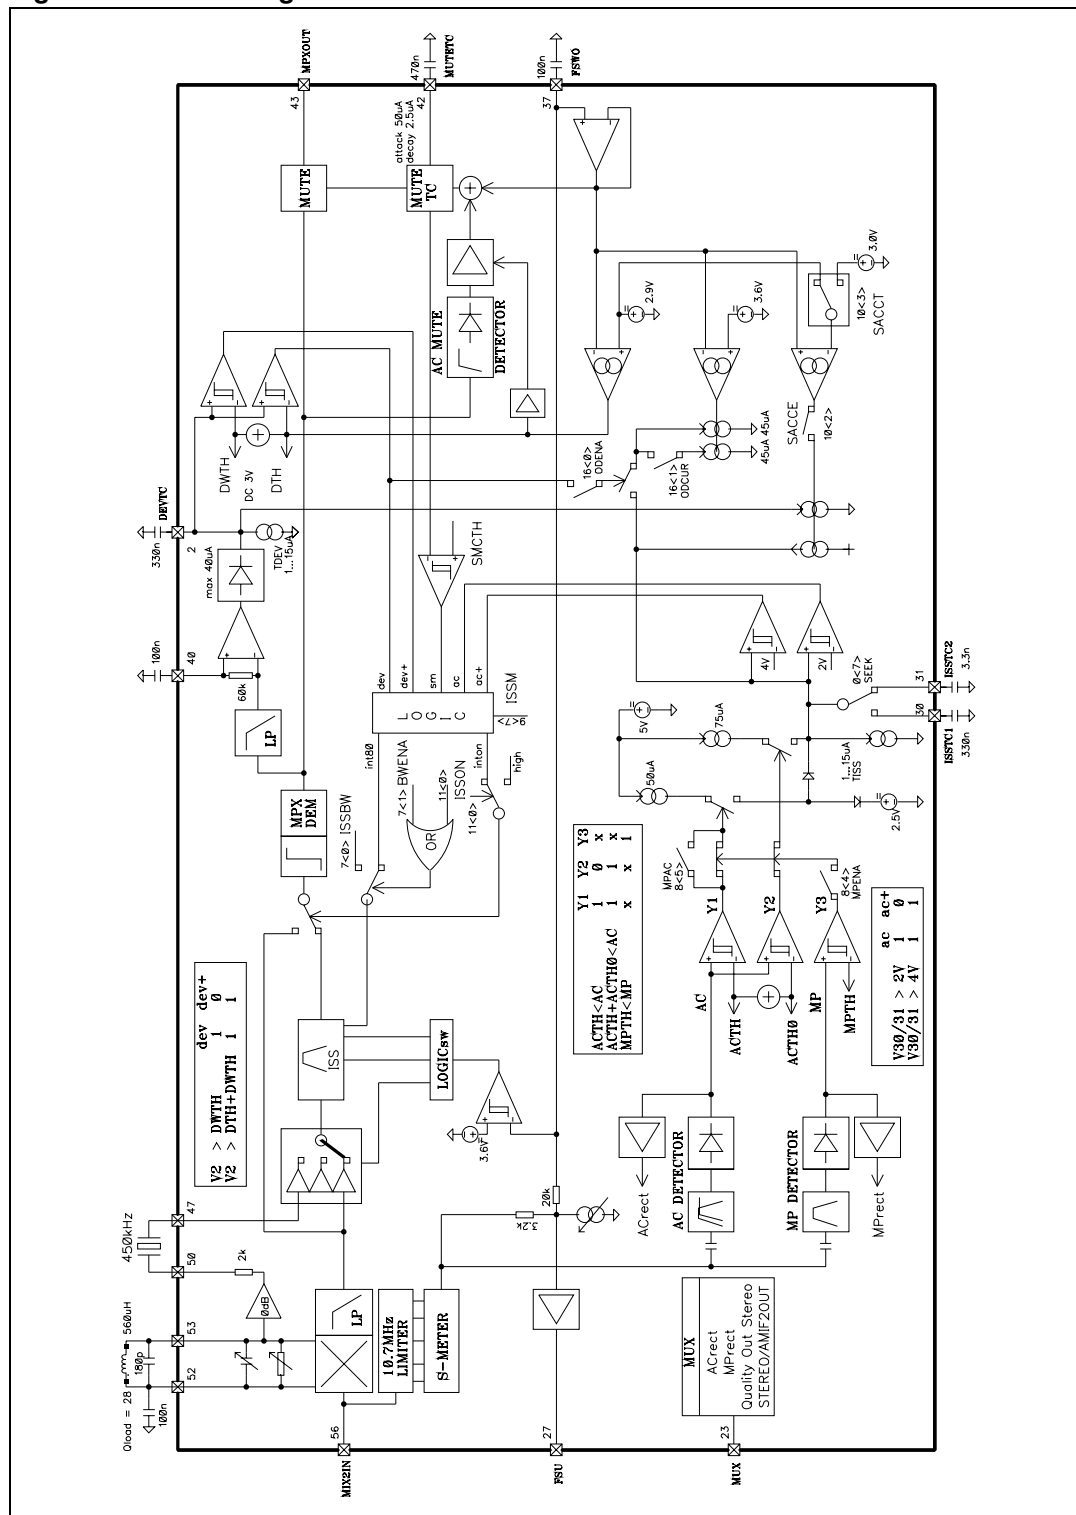 MPXOUT
43
470n
MUTETC
42
attack 50uA
decay 2.5uA
100n
FSWO
37
MUTE
MUTE
TC
AC MUTE
DETECTOR
DWTH
DC 3V
DTH
2.9V
3.6V
3.0V
10<3>
SACCT
SACCE
10<2>
45uA 45uA
16<0>
ODENA
16<1>
ODCUR
DEVTC
330n
2
max 40uA
TDEV
1...15uA
100n
40
60k
LP
SMCTH
dev
dev+
sm
ac
ac+
LOGIC
ISSM
9<7>
int80
inton
high
7<1> BWENA
11<0>
ISSON
OR
11<0>
7<0> ISSBW
MPX
DEM
4V
2V
0<7>
SEEK
31
ISSTC2
3.3n
30
ISSTC1
330n
5V
75uA
50uA
1...15uA
TISS
2.5V
MPAC
8<5>
8<4>
MPENA
Y1 Y2 Y3
ACTH<AC 1 0 x
ACTH+ACTH0<AC 1 1 x
MPTH<MP x x 1
Y1
Y2
Y3
AC
ACTH
ACTH0
MP
MPTH
ac ac+
V30/31 > 2V 1 0
V30/31 > 4V 1 1
dev dev+
V2 > DWTH 1 0
V2 > DTH+DWTH 1 1
ISS
LOGICsw
3.6V
20k
3.2k
ACrect
AC DETECTOR
MP DETECTOR
MPrect
47
450kHz
50
2k
0dB
560uH
53
180p
52
Qload = 28
100n
LP
10.7MHz
LIMITER
S-METER
56
MIX2IN
27
FSU
23
MUX
MUX
ACrect
MPrect
Quality Out Stereo
STEREO/AMIF2OUT